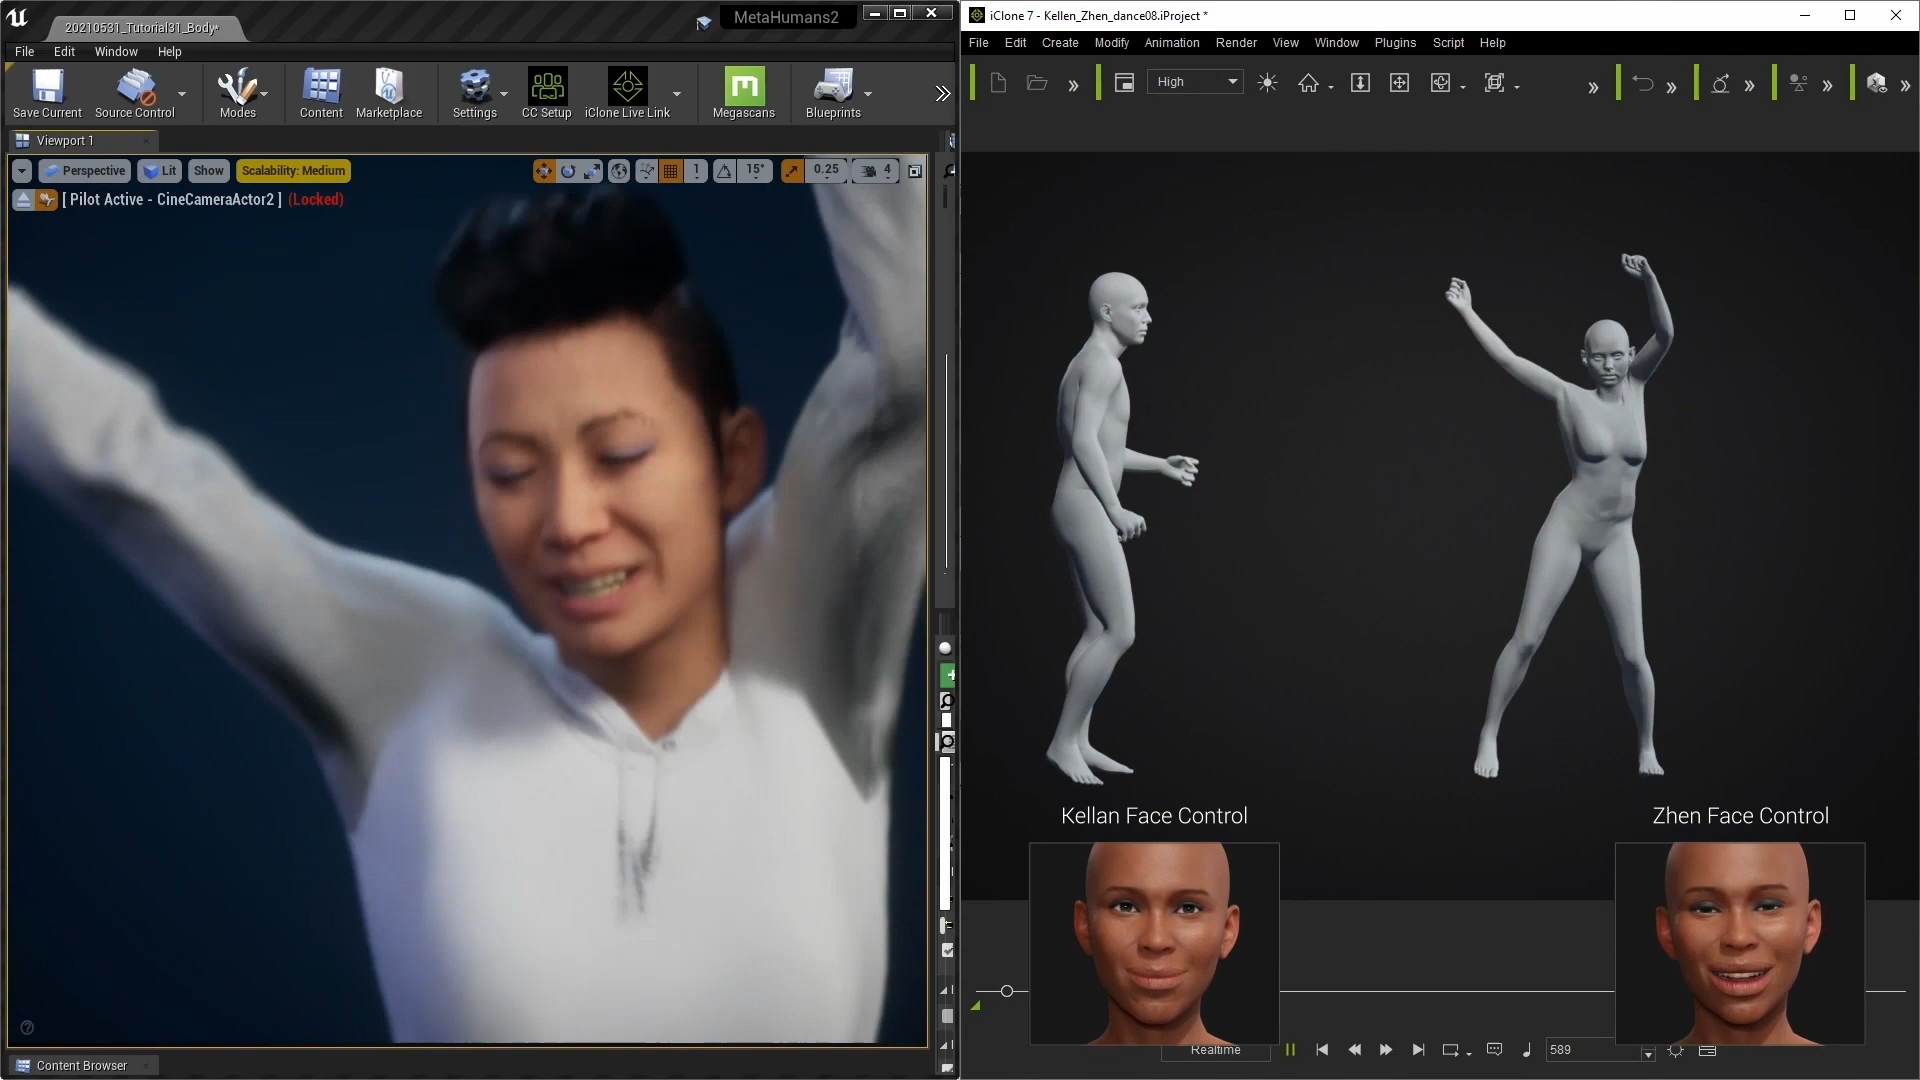 20210531_Tutorial31_Body*
MetaHumans2
File Edit Window Help
Save Current
Source Control
Modes
Content
Marketplace
Settings
CC Setup
iClone Live Link
Megascans
Blueprints
Viewport 1
Perspective
Lit
Show
Scalability: Medium
1
15°
0.25
4
[ Pilot Active - CineCameraActor2 ] (Locked)
Content Browser
iClone 7 - Kellen_Zhen_dance08.iProject *
File Edit Create Modify Animation Render View Window Plugins Script Help
High
Kellan Face Control
Zhen Face Control
Realtime
589